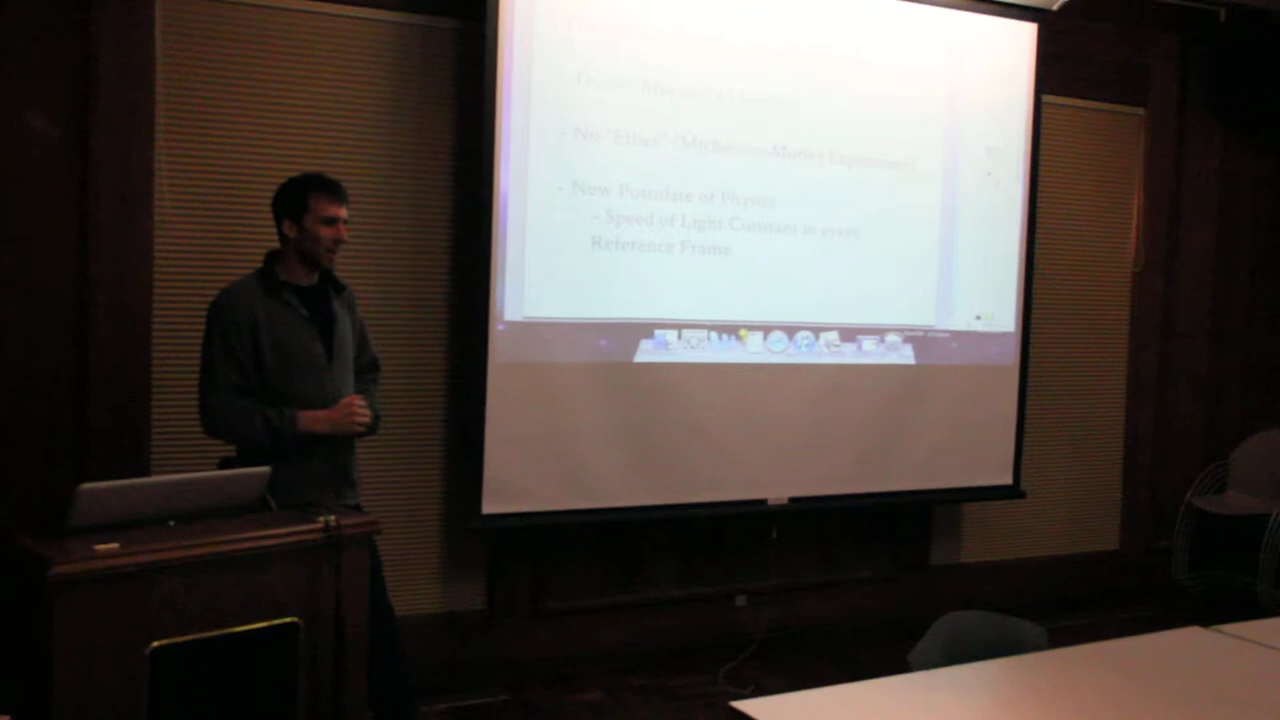 - No "Ether" (Michelson-Morley Experiment)
- New Postulate of Physics
- Speed of Light Constant in every
Reference Frame